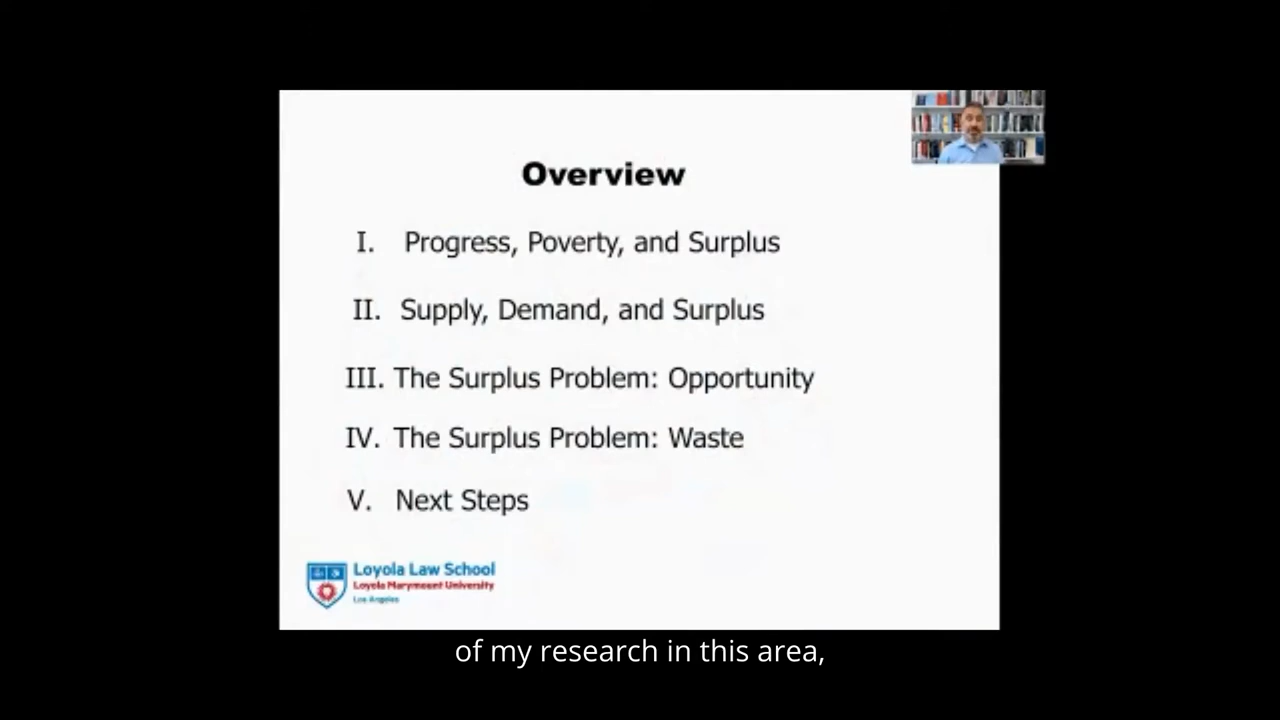 Overview
I. Progress, Poverty, and Surplus
II. Supply, Demand, and Surplus
III. The Surplus Problem: Opportunity
IV. The Surplus Problem: Waste
V. Next Steps
Loyola Law School
Loyola Marymount University
Los Angeles
of my research in this area,